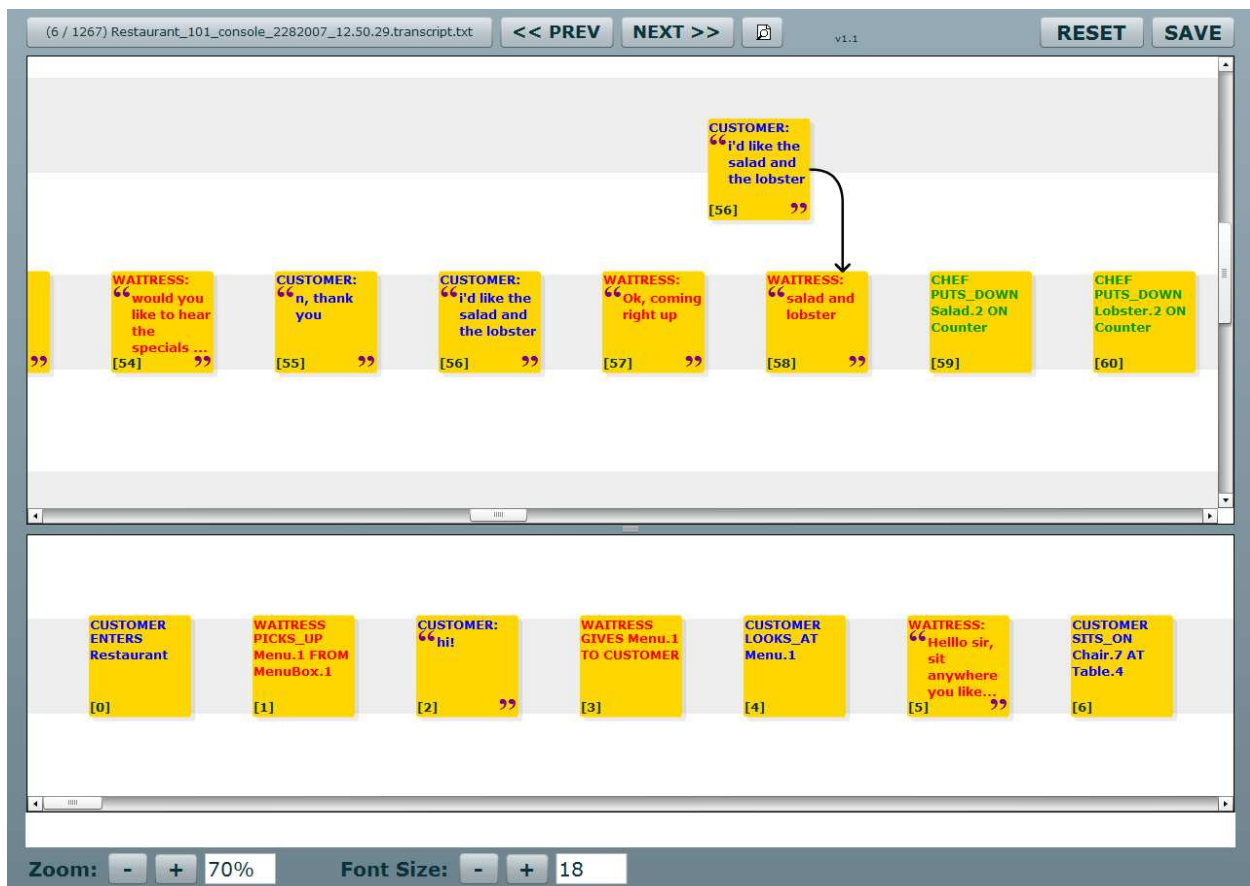 (6 / 1267) Restaurant_101_console_2282007_12.50.29.transcript.txt
<< PREV
NEXT >>
v1.1
RESET
SAVE
CUSTOMER:
“i'd like the
salad and
the lobster
[56] ”
”
WAITRESS:
“would you
like to hear
the
specials ...
[54] ”
CUSTOMER:
“n, thank
you
[55] ”
CUSTOMER:
“i'd like the
salad and
the lobster
[56] ”
WAITRESS:
“Ok, coming
right up
[57] ”
WAITRESS:
“salad and
lobster
[58] ”
CHEF
PUTS_DOWN
Salad.2 ON
Counter
[59]
CHEF
PUTS_DOWN
Lobster.2 ON
Counter
[60]
CUSTOMER
ENTERS
Restaurant
[0]
WAITRESS
PICKS_UP
Menu.1 FROM
MenuBox.1
[1]
CUSTOMER:
“hi!
[2] ”
WAITRESS
GIVES Menu.1
TO CUSTOMER
[3]
CUSTOMER
LOOKS_AT
Menu.1
[4]
WAITRESS:
“Helllo sir,
sit
anywhere
you like...
[5] ”
CUSTOMER
SITS_ON
Chair.7 AT
Table.4
[6]
Zoom: - + 70%
Font Size: - + 18